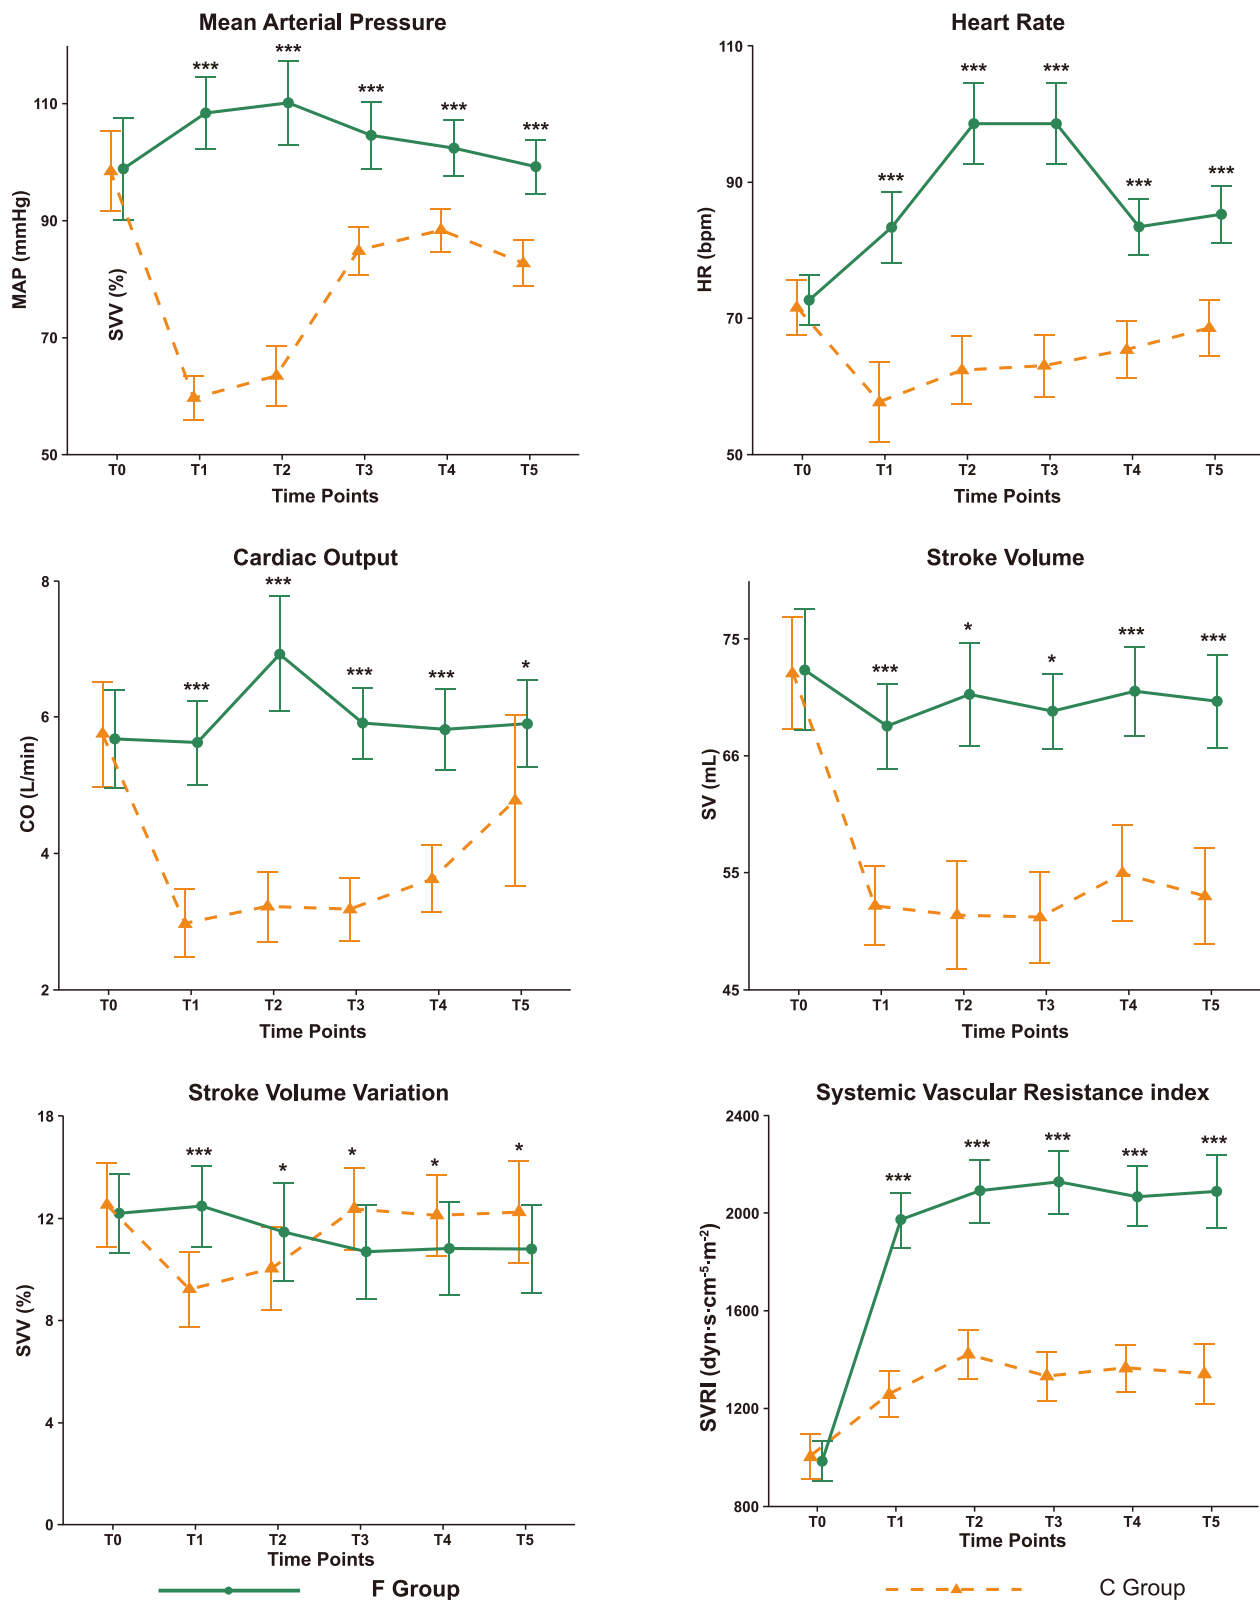 Mean Arterial Pressure
***
***
***
***
***
110
90
70
50
MAP (mmHg)
SVV (%)
T0 T1 T2 T3 T4 T5
Time Points
Heart Rate
110
*** ***
***
*** ***
90
70
50
HR (bpm)
T0 T1 T2 T3 T4 T5
Time Points
Cardiac Output
8
***
***
***
***
*
6
4
2
CO (L/min)
T0 T1 T2 T3 T4 T5
Time Points
Stroke Volume
75
***
*
*
***
***
66
55
45
SV (mL)
T0 T1 T2 T3 T4 T5
Time Points
Stroke Volume Variation
18
***
*
*
*
*
12
8
4
0
SVV (%)
T0 T1 T2 T3 T4 T5
Time Points
Systemic Vascular Resistance index
2400
***
***
***
***
***
2000
1600
1200
800
SVRI (dyn·s·cm⁻⁵·m⁻²)
T0 T1 T2 T3 T4 T5
Time Points
F Group
C Group